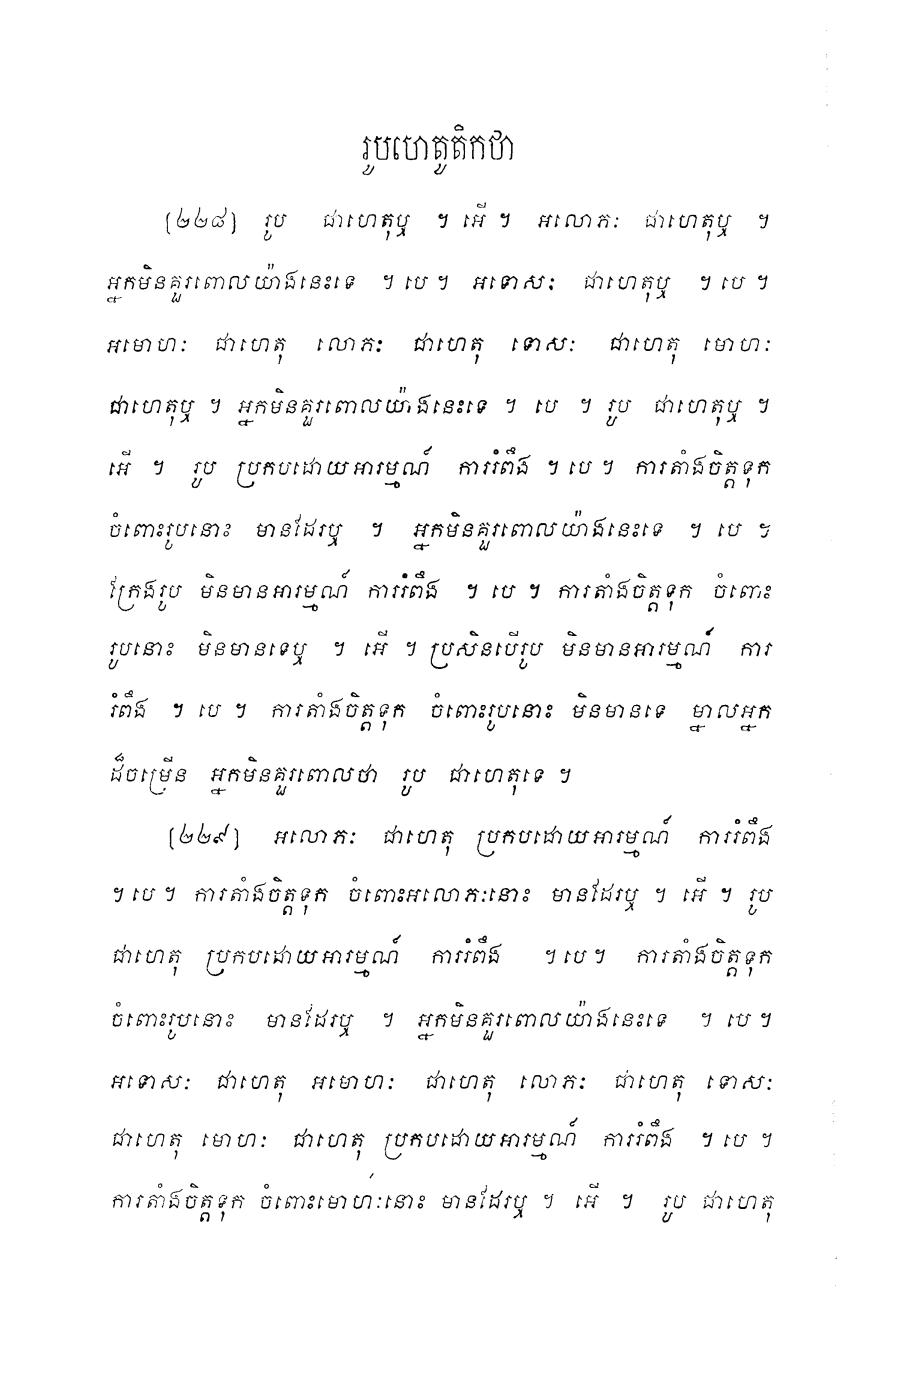 រូបហេតូតិកថា
[២២៨] រូប ជាហេតុឬ ។ អើ ។ អលោភៈ ជាហេតុឬ ។
អ្នកមិនគួរពោលយ៉ាងនេះទេ ។ បេ ។ អទោសៈ ជាហេតុឬ ។ បេ ។
អមោហៈ ជាហេតុ លោភៈ ជាហេតុ ទោសៈ ជាហេតុ មោហៈ
ជាហេតុឬ ។ អ្នកមិនគួរពោលយ៉ាងនេះទេ ។ បេ ។ រូប ជាហេតុឬ ។
អើ ។ រូប ប្រកបដោយអារម្មណ៍ ការរំពឹង ។ បេ ។ ការតាំងចិត្តទុក
ចំពោះរូបនោះ មានដែរឬ ។ អ្នកមិនគួរពោលយ៉ាងនេះទេ ។ បេ ។
ក្រែងរូប មិនមានអារម្មណ៍ ការរំពឹង ។ បេ ។ ការតាំងចិត្តទុក ចំពោះ
រូបនោះ មិនមានទេឬ ។ អើ ។ ប្រសិនបើរូប មិនមានអារម្មណ៍ ការ
រំពឹង ។ បេ ។ ការតាំងចិត្តទុក ចំពោះរូបនោះ មិនមានទេ ម្នាលអ្នក
ដ៏ចម្រើន អ្នកមិនគួរពោលថា រូប ជាហេតុទេ ។
[២២៩] អលោភៈ ជាហេតុ ប្រកបដោយអារម្មណ៍ ការរំពឹង
។ បេ ។ ការតាំងចិត្តទុក ចំពោះអលោភៈនោះ មានដែរឬ ។ អើ ។ រូប
ជាហេតុ ប្រកបដោយអារម្មណ៍ ការរំពឹង ។ បេ ។ ការតាំងចិត្តទុក
ចំពោះរូបនោះ មានដែរឬ ។ អ្នកមិនគួរពោលយ៉ាងនេះទេ ។ បេ ។
អទោសៈ ជាហេតុ អមោហៈ ជាហេតុ លោភៈ ជាហេតុ ទោសៈ
ជាហេតុ មោហៈ ជាហេតុ ប្រកបដោយអារម្មណ៍ ការរំពឹង ។ បេ ។
ការតាំងចិត្តទុក ចំពោះមោហៈនោះ មានដែរឬ ។ អើ ។ រូប ជាហេតុ